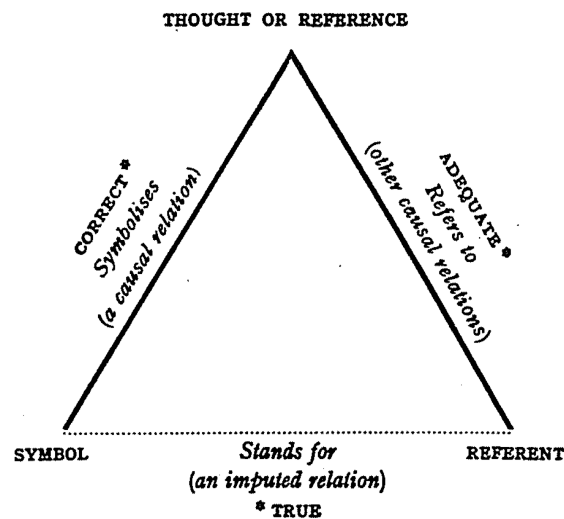 THOUGHT OR REFERENCE
CORRECT*
Symbolises
(a causal relation)
ADEQUATE*
Refers to
(other causal relations)
SYMBOL
Stands for
(an imputed relation)
* TRUE
REFERENT